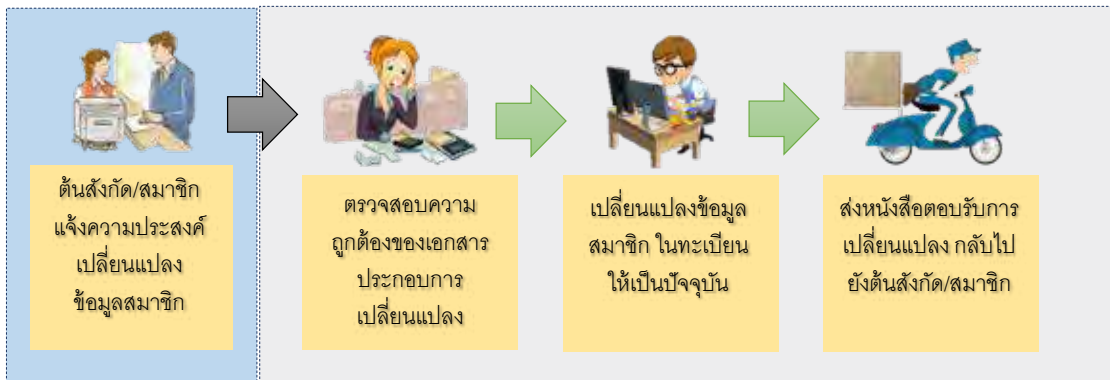 ต้นสังกัด/สมาชิก
แจ้งความประสงค์
เปลี่ยนแปลง
ข้อมูลสมาชิก
ตรวจสอบความ
ถูกต้องของเอกสาร
ประกอบการ
เปลี่ยนแปลง
เปลี่ยนแปลงข้อมูล
สมาชิก ในทะเบียน
ให้เป็นปัจจุบัน
ส่งหนังสือตอบรับการ
เปลี่ยนแปลง กลับไป
ยังต้นสังกัด/สมาชิก